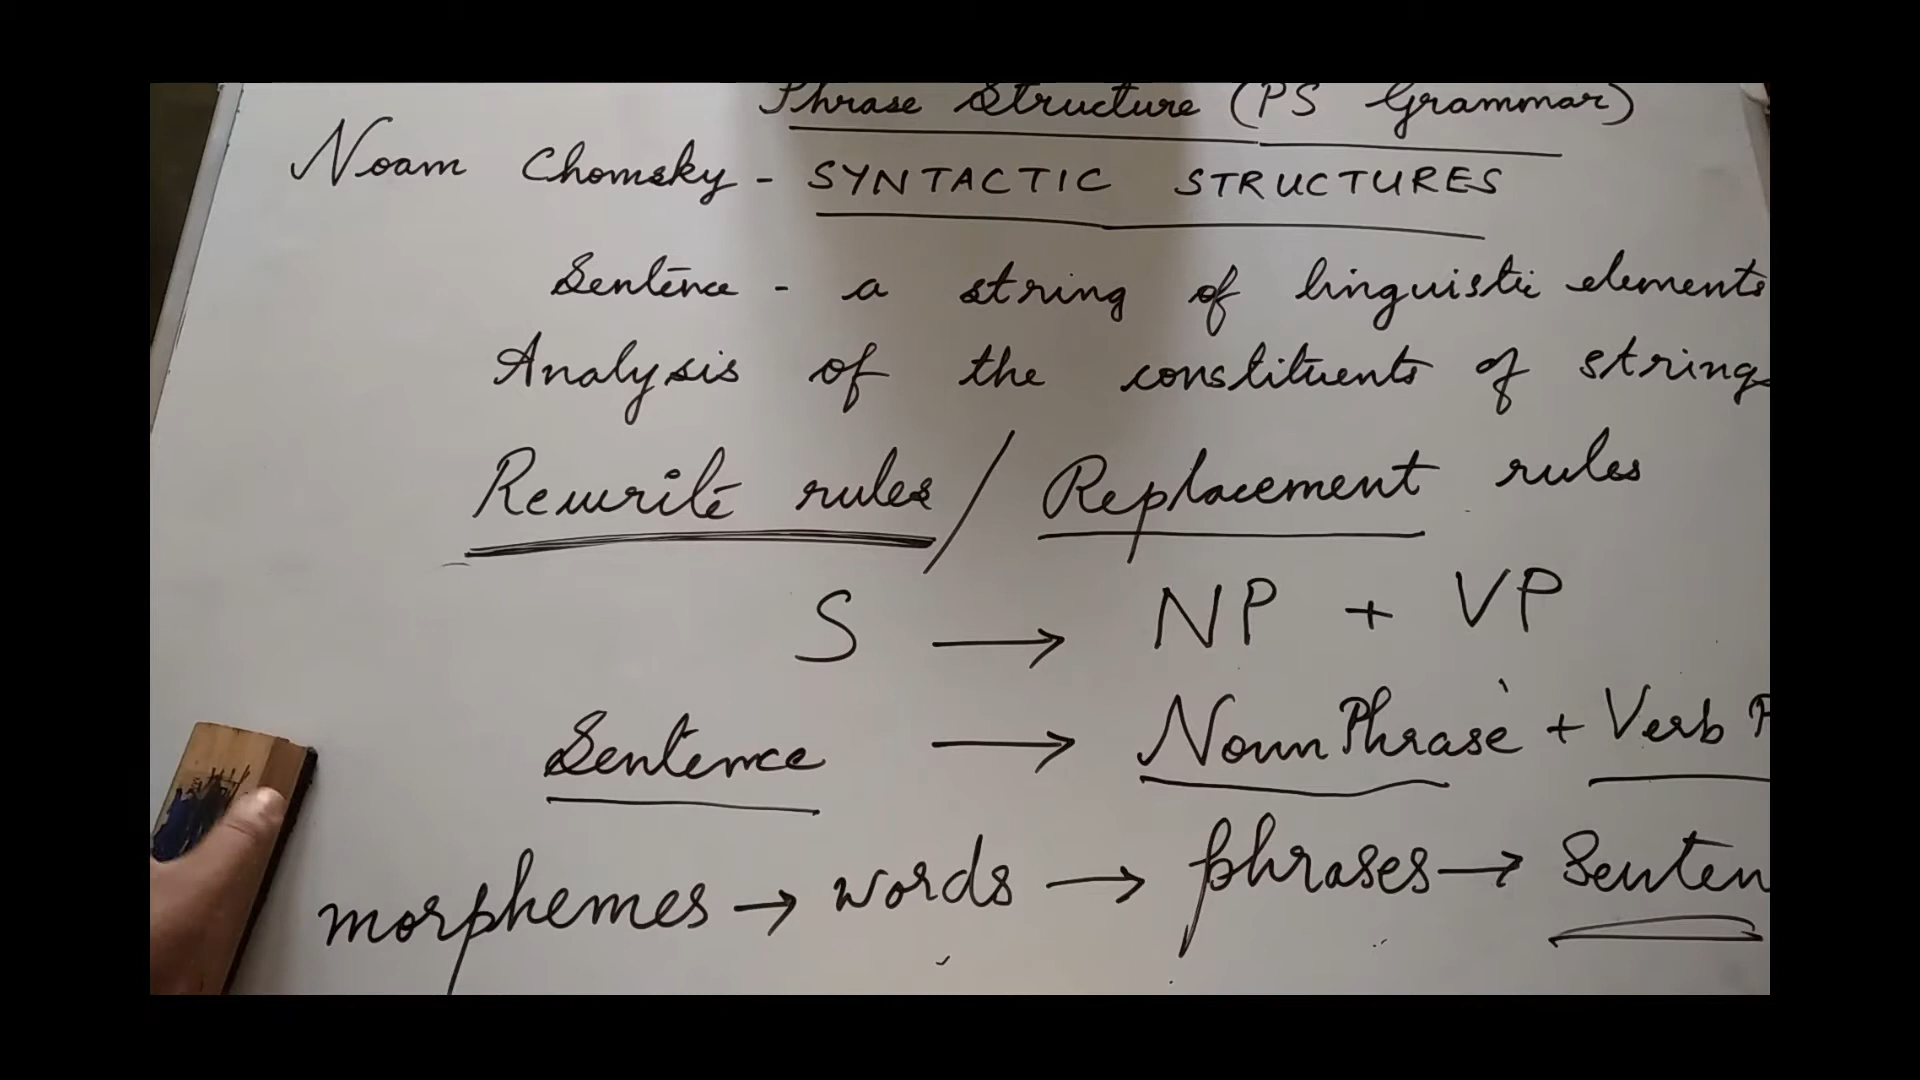 Phrase Structure (PS Grammar)
Noam Chomsky - SYNTACTIC STRUCTURES
Sentence - a string of linguistic elements
Analysis of the constituents of strings
Rewrite rules / Replacement rules
S → NP + VP
Sentence → Noun Phrase + Verb P
morphemes → words → phrases → Senten